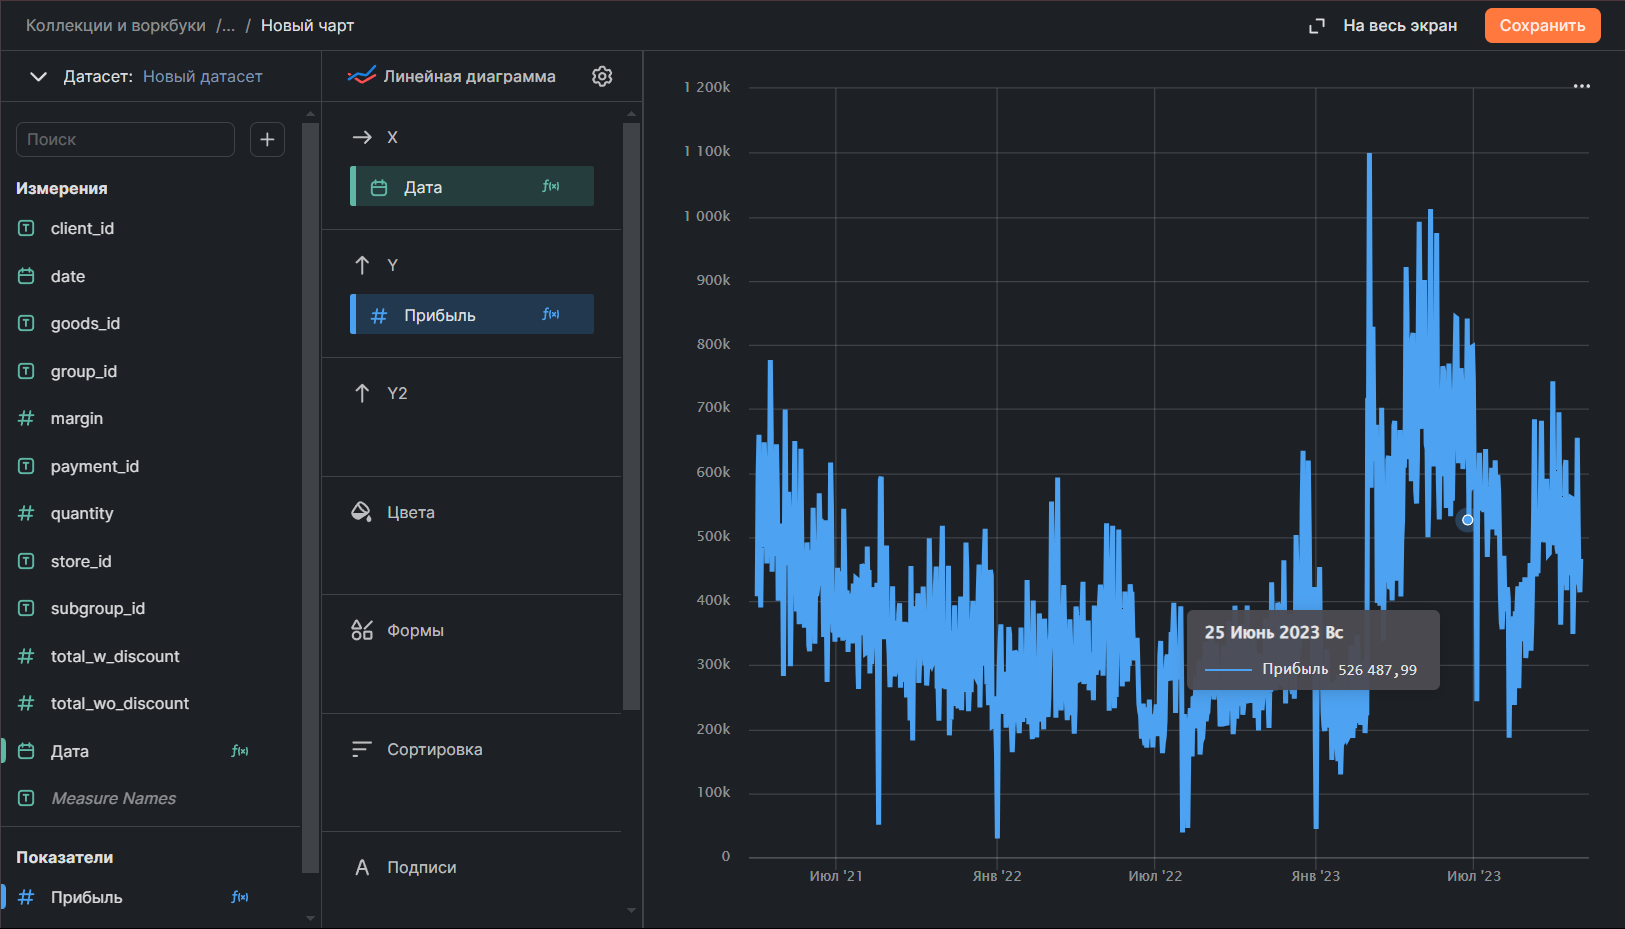 Коллекции и воркбуки /... / Новый чарт
На весь экран
Сохранить
Датасет: Новый датасет
Линейная диаграмма
Поиск
Измерения
client_id
date
goods_id
group_id
margin
payment_id
quantity
store_id
subgroup_id
total_w_discount
total_wo_discount
Дата
Measure Names
Показатели
Прибыль
X
Дата
Y
Прибыль
Y2
Цвета
Формы
Сортировка
Подписи
1 200k
1 100k
1 000k
900k
800k
700k
600k
500k
400k
300k
200k
100k
0
25 Июнь 2023 Вс
Прибыль 526 487,99
Июл '21
Янв '22
Июл '22
Янв '23
Июл '23